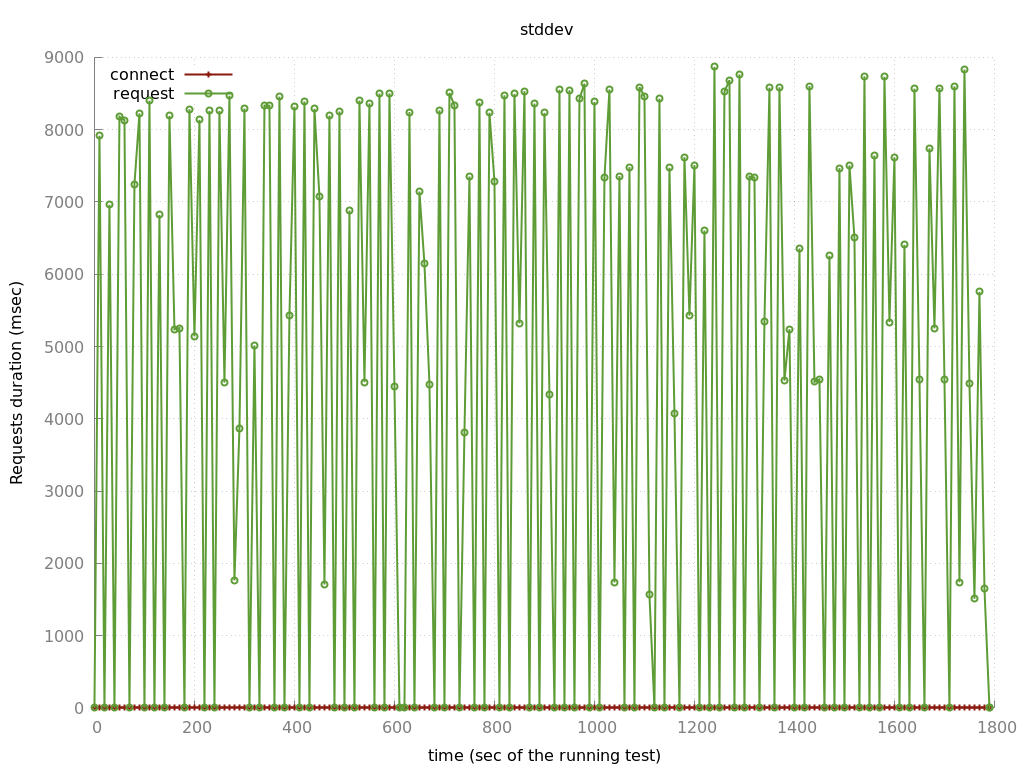 stddev
connect
request
9000
8000
7000
6000
5000
4000
3000
2000
1000
0
Requests duration (msec)
0 200 400 600 800 1000 1200 1400 1600 1800
time (sec of the running test)